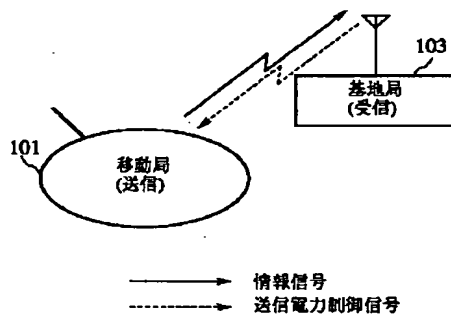 103
基地局
(受信)
101
移動局
(送信)
情報信号
送信電力制御信号